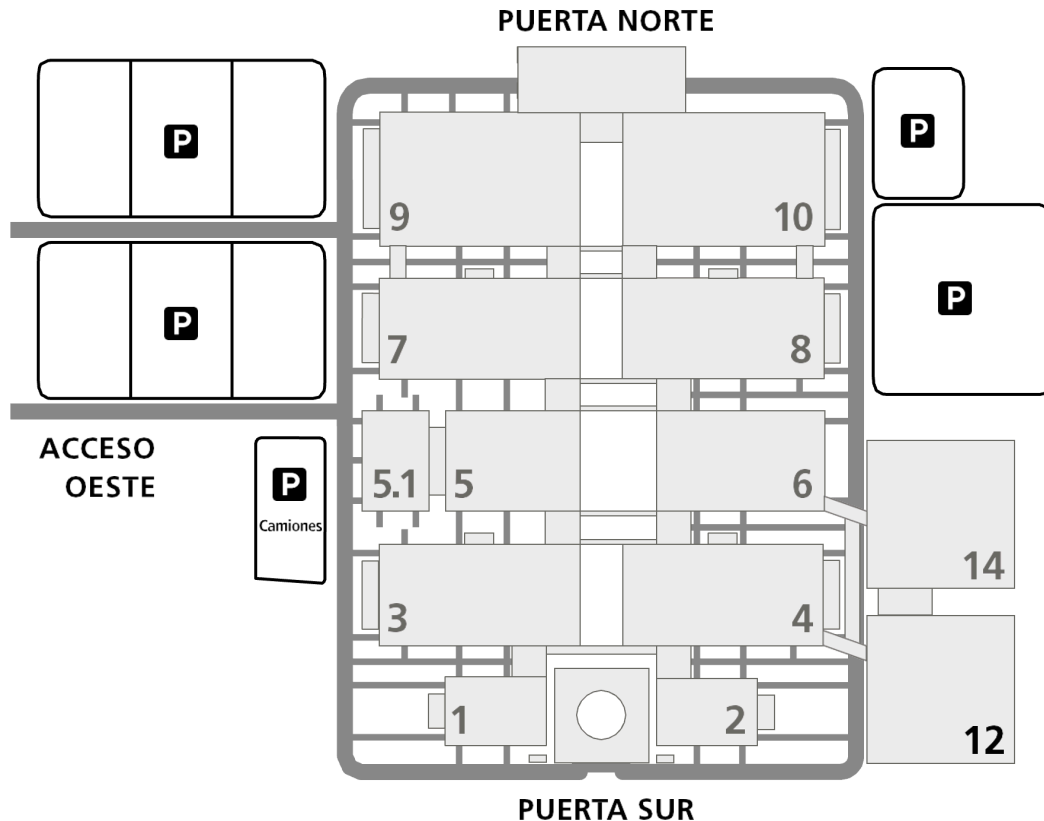 PUERTA NORTE
P
P
9
10
P
P
7
8
ACCESO
OESTE
P
Camiones
5.1
5
6
14
3
4
1
2
12
PUERTA SUR